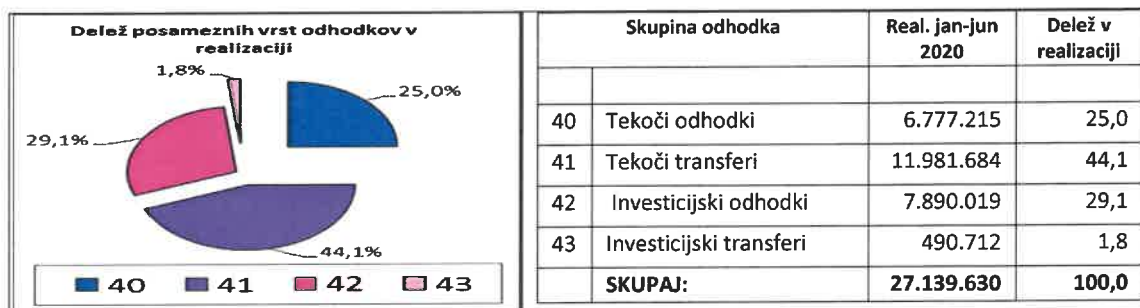 Delež posameznih vrst odhodkov v
realizaciji
1,8%
25,0%
29,1%
44,1%
40 41 42 43
Skupina odhodka Real. jan-jun 2020 Delež v realizaciji
40 Tekoči odhodki 6.777.215 25,0
41 Tekoči transferi 11.981.684 44,1
42 Investicijski odhodki 7.890.019 29,1
43 Investicijski transferi 490.712 1,8
SKUPAJ: 27.139.630 100,0